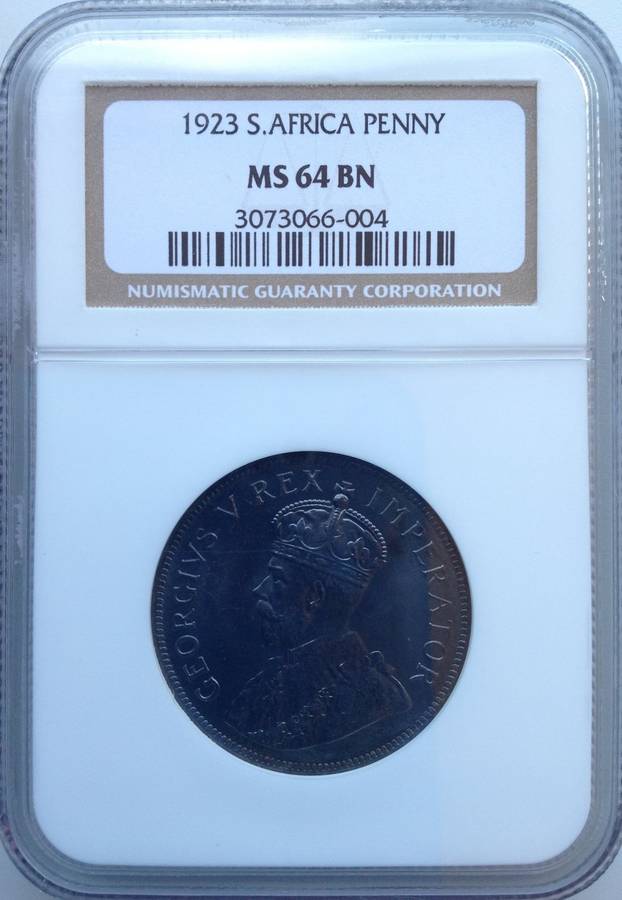 1923 S.AFRICA PENNY
MS 64 BN
3073066-004
NUMISMATIC GUARANTY CORPORATION
GEORGIVS V REX IMPERATOR